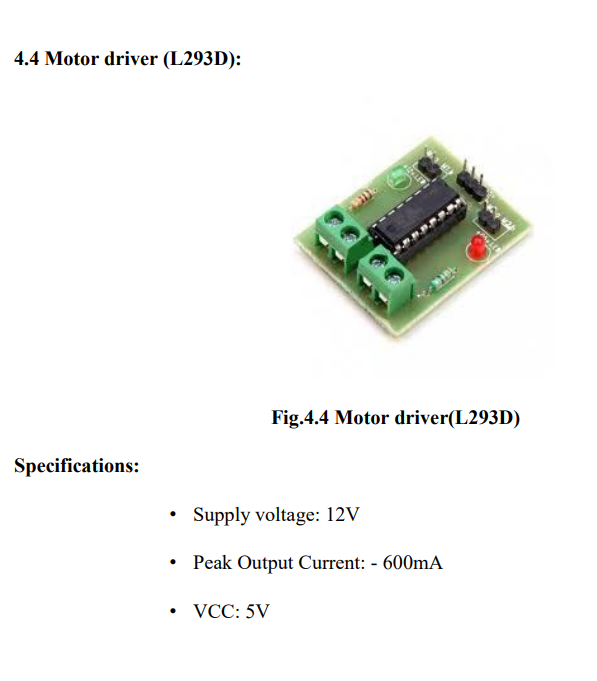 4.4 Motor driver (L293D):
Fig.4.4 Motor driver(L293D)
Specifications:
• Supply voltage: 12V
• Peak Output Current: - 600mA
• VCC: 5V